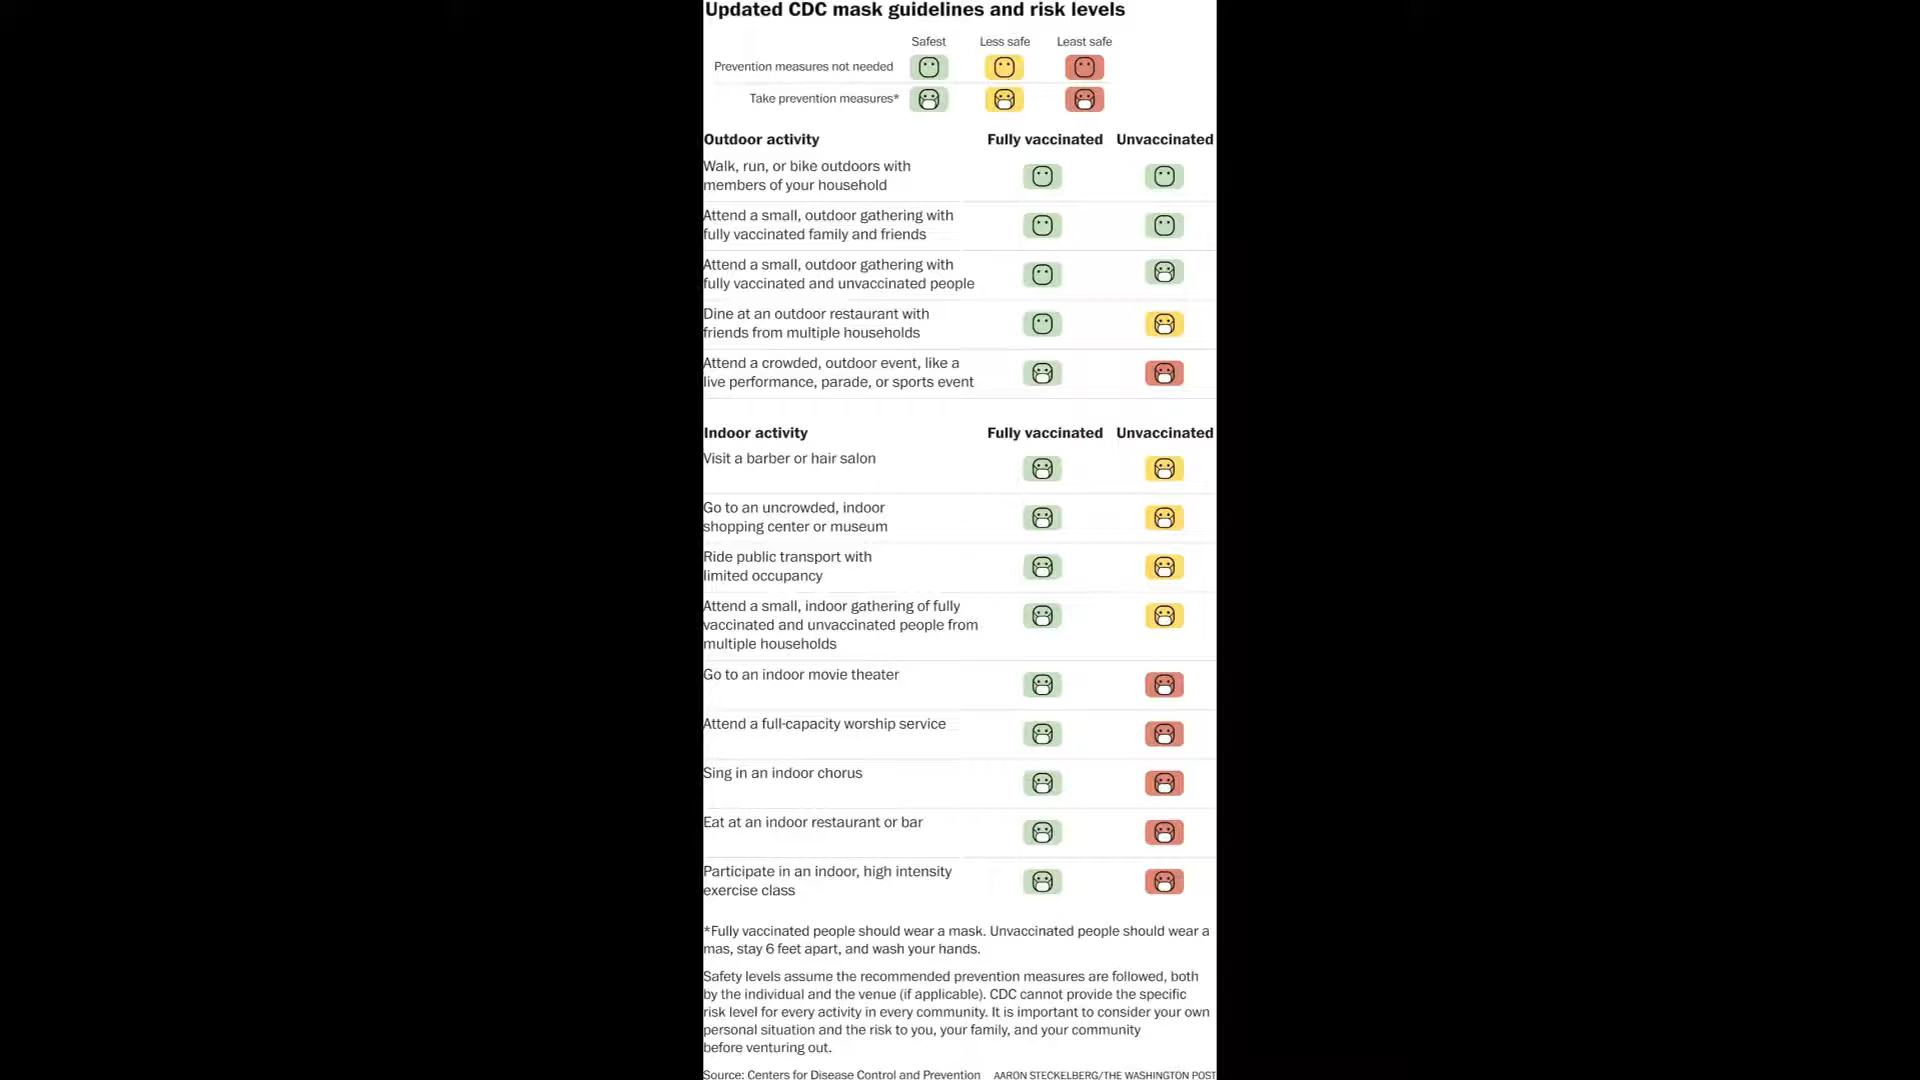 Updated CDC mask guidelines and risk levels
Safest Less safe Least safe
Prevention measures not needed
Take prevention measures*
Outdoor activity Fully vaccinated Unvaccinated
Walk, run, or bike outdoors with
members of your household
Attend a small, outdoor gathering with
fully vaccinated family and friends
Attend a small, outdoor gathering with
fully vaccinated and unvaccinated people
Dine at an outdoor restaurant with
friends from multiple households
Attend a crowded, outdoor event, like a
live performance, parade, or sports event
Indoor activity Fully vaccinated Unvaccinated
Visit a barber or hair salon
Go to an uncrowded, indoor
shopping center or museum
Ride public transport with
limited occupancy
Attend a small, indoor gathering of fully
vaccinated and unvaccinated people from
multiple households
Go to an indoor movie theater
Attend a full-capacity worship service
Sing in an indoor chorus
Eat at an indoor restaurant or bar
Participate in an indoor, high intensity
exercise class
*Fully vaccinated people should wear a mask. Unvaccinated people should wear a
mas, stay 6 feet apart, and wash your hands.
Safety levels assume the recommended prevention measures are followed, both
by the individual and the venue (if applicable). CDC cannot provide the specific
risk level for every activity in every community. It is important to consider your own
personal situation and the risk to you, your family, and your community
before venturing out.
Source: Centers for Disease Control and Prevention AARON STECKELBERG/THE WASHINGTON POST